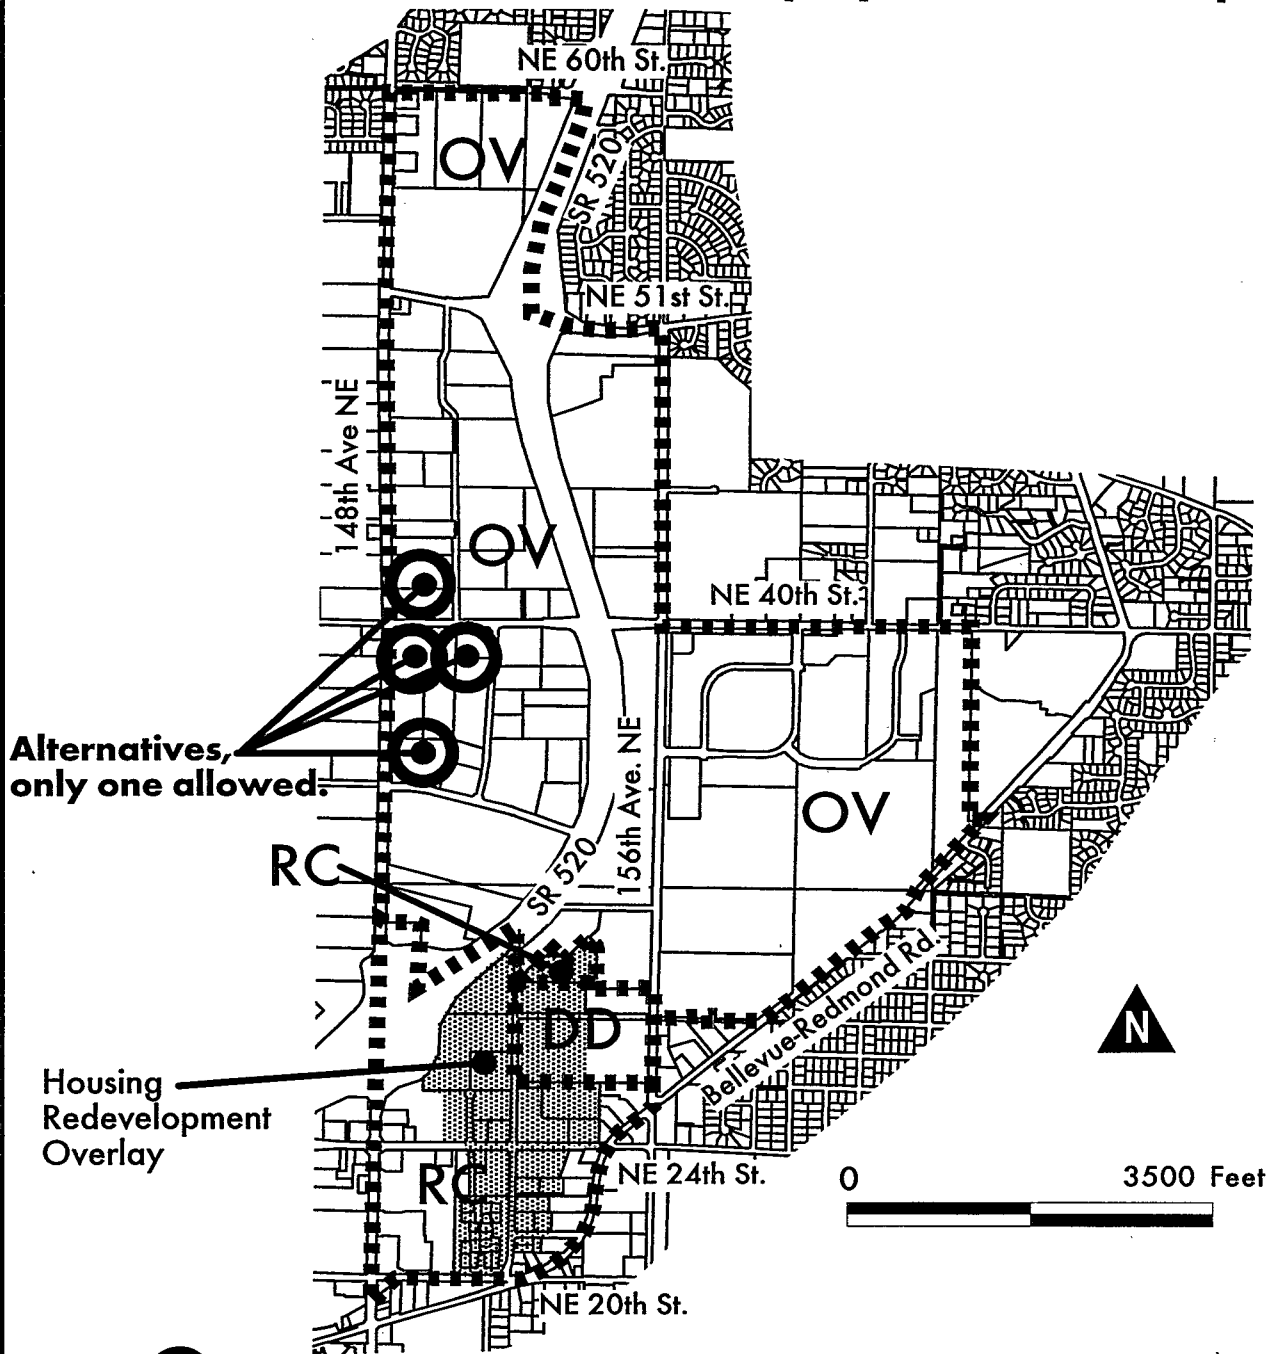 NE 60th St.
OV
SR 520
NE 51st St.
148th Ave NE
OV
NE 40th St.
Alternatives,
only one allowed.
156th Ave. NE
OV
RC
SR 520
Bellevue-Redmond Rd.
N
DD
Housing
Redevelopment
Overlay
RC
NE 24th St.
0 3500 Feet
NE 20th St.